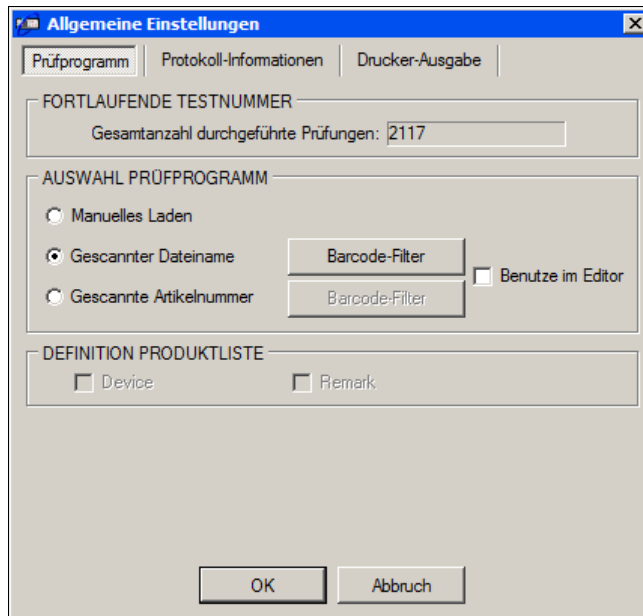 Allgemeine Einstellungen
Prüfprogramm Protokoll-Informationen Drucker-Ausgabe
FORTLAUFENDE TESTNUMMER
Gesamtanzahl durchgeführte Prüfungen: 2117
AUSWAHL PRÜFPROGRAMM
Manuelles Laden
Gescannter Dateiname Barcode-Filter
Benutze im Editor
Gescannte Artikelnummer Barcode-Filter
DEFINITION PRODUKTLISTE
Device Remark
OK Abbruch